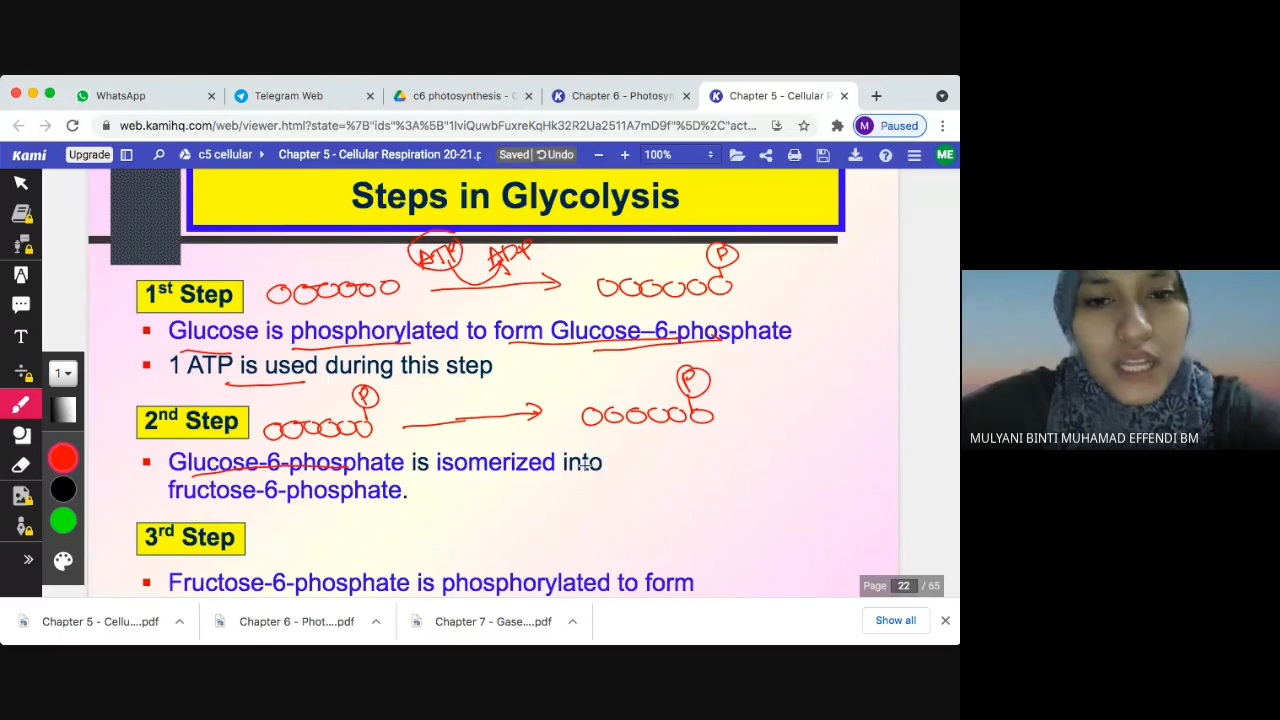 WhatsApp
Telegram Web
c6 photosynthesis -
Chapter 6 - Photosyn
Chapter 5 - Cellular R
web.kamihq.com/web/viewer.html?state=%7B"ids"%3A%5B"1lviQuwbFuxreKqHk32R2Ua2511A7mD9f"%5D%2C"act...
M Paused
Kami Upgrade c5 cellular Chapter 5 - Cellular Respiration 20-21.p Saved Undo 100% ME
Steps in Glycolysis
ATP ADP P
1st Step
Glucose is phosphorylated to form Glucose–6-phosphate
1 ATP is used during this step
P P
2nd Step
Glucose-6-phosphate is isomerized into
fructose-6-phosphate.
3rd Step
Fructose-6-phosphate is phosphorylated to form
Page 22 / 65
1
T
A
MULYANI BINTI MUHAMAD EFFENDI BM
Chapter 5 - Cellu....pdf
Chapter 6 - Phot....pdf
Chapter 7 - Gase....pdf
Show all